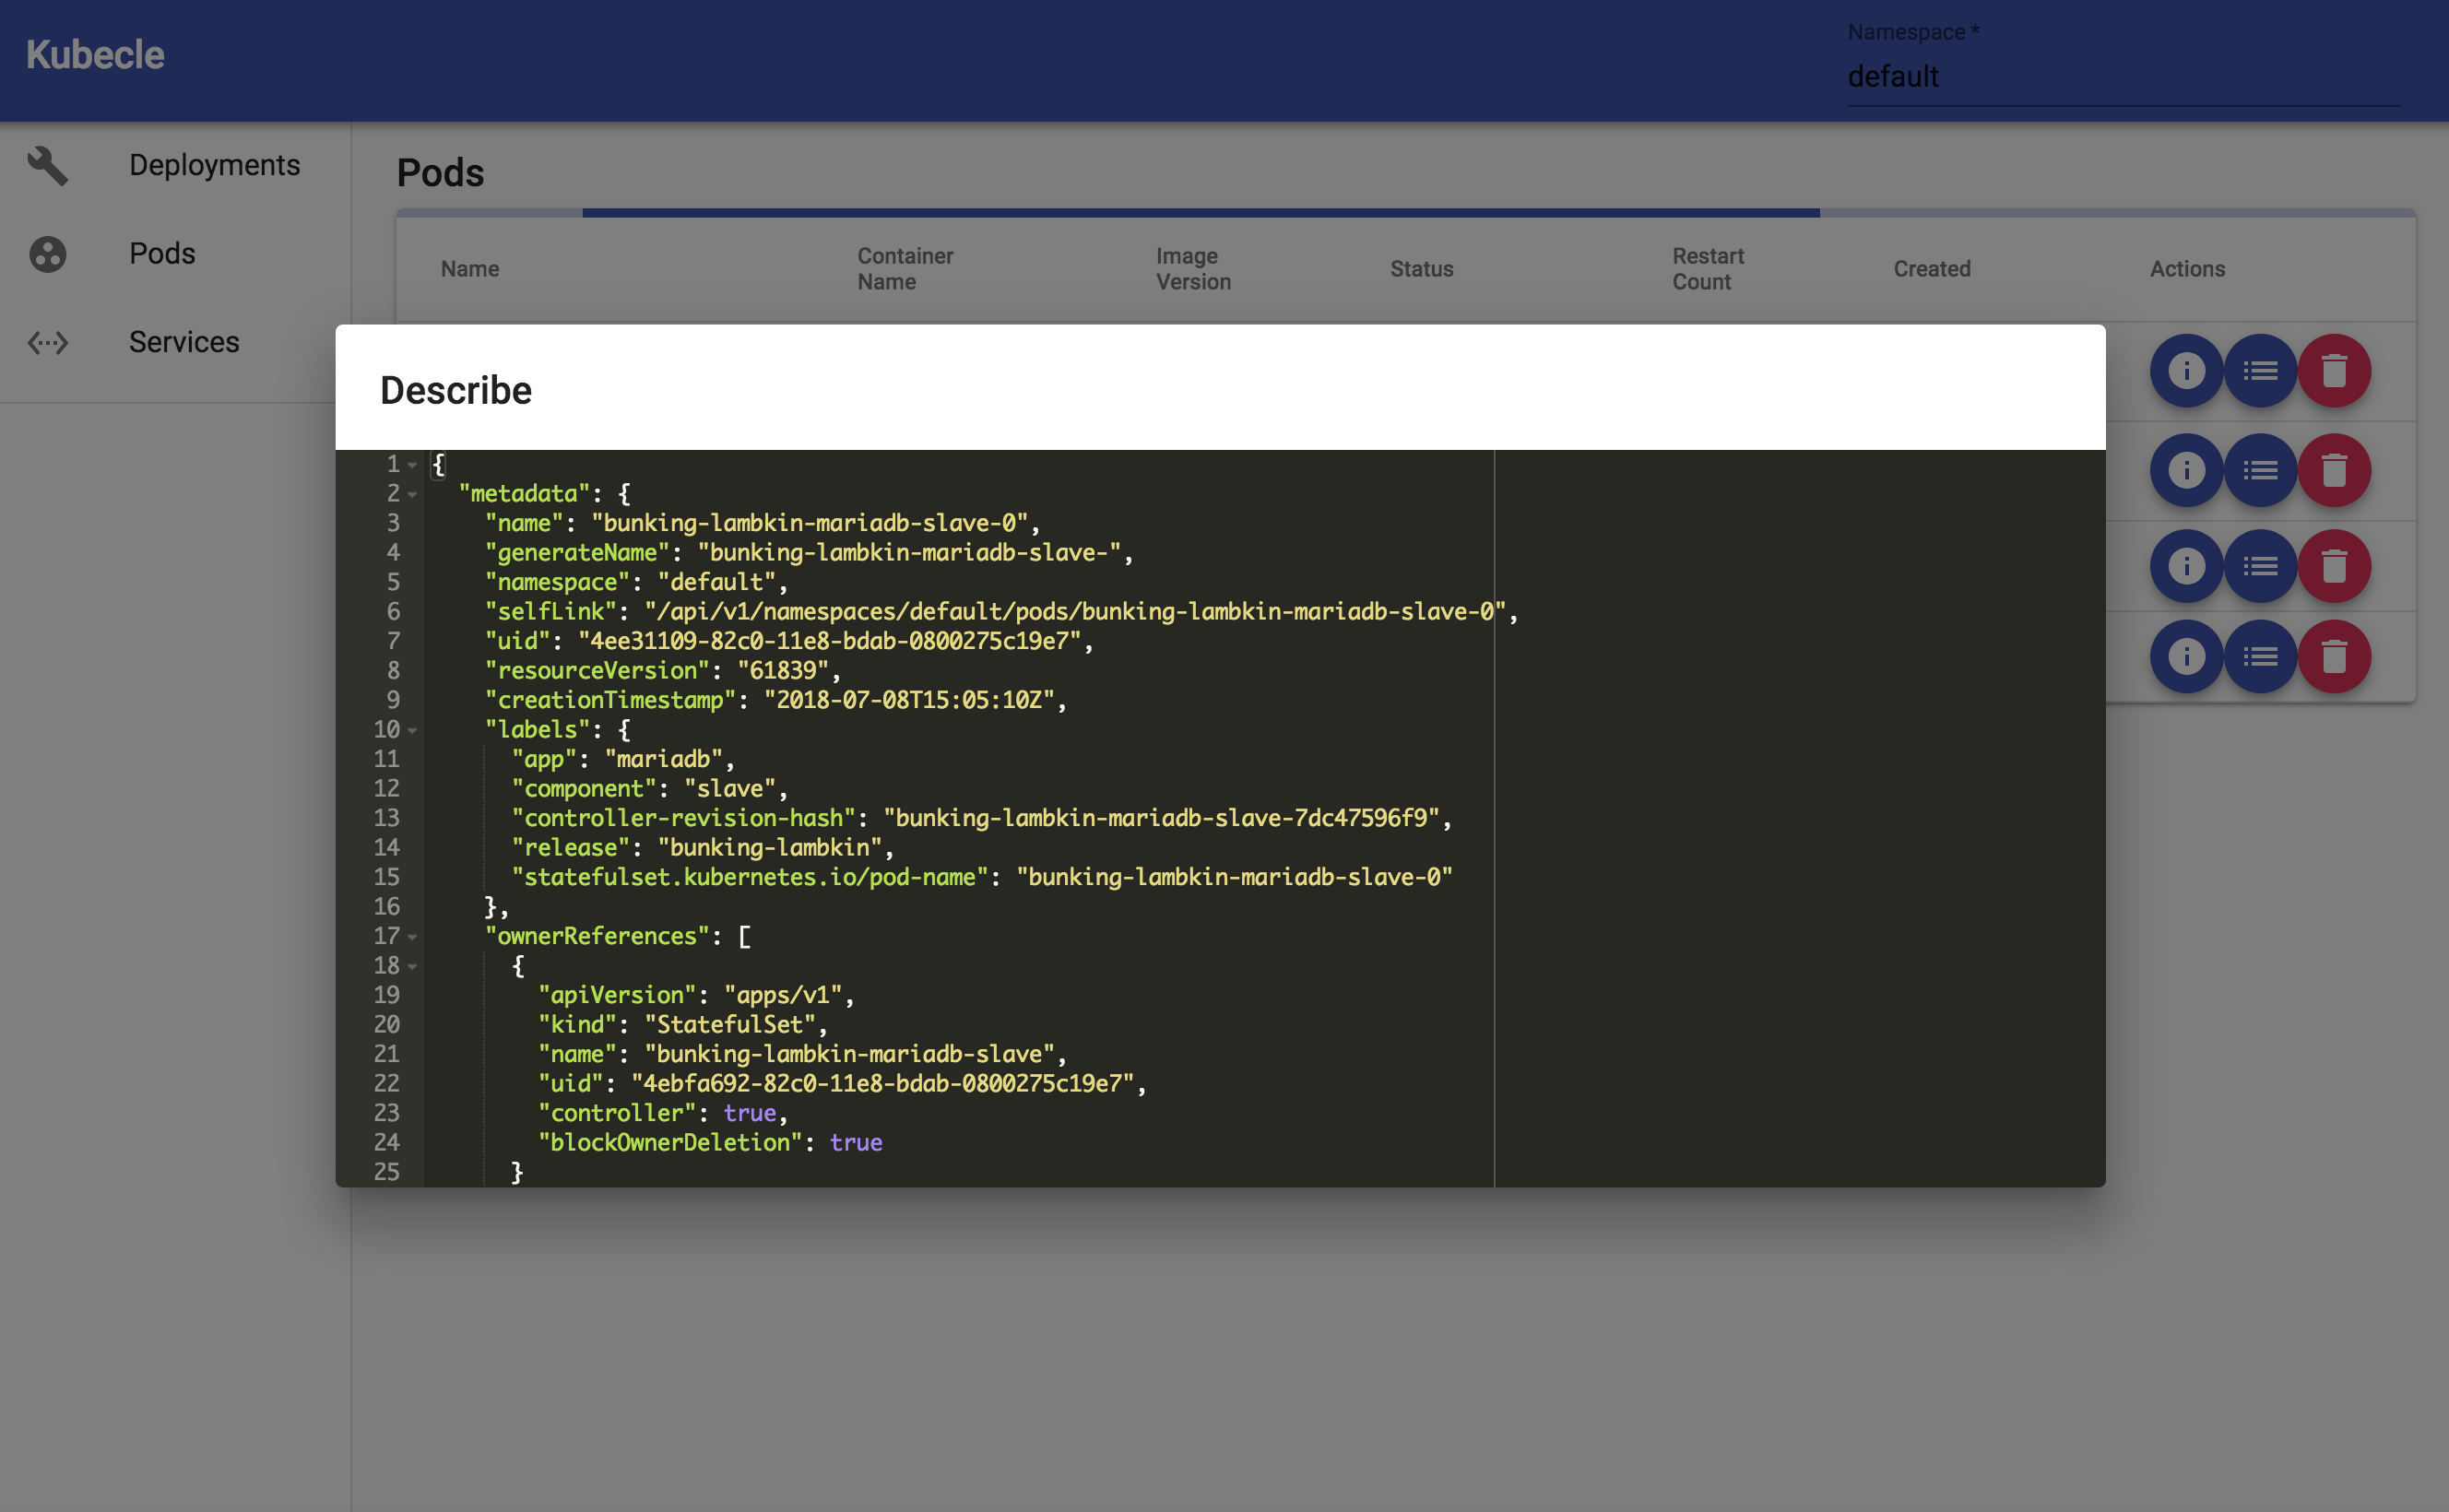 Kubecle
Namespace *
default
Deployments
Pods
Services
Pods
Name
Container
Name
Image
Version
Status
Restart
Count
Created
Actions
Describe
1 {
2 "metadata": {
3 "name": "bunking-lambkin-mariadb-slave-0",
4 "generateName": "bunking-lambkin-mariadb-slave-",
5 "namespace": "default",
6 "selfLink": "/api/v1/namespaces/default/pods/bunking-lambkin-mariadb-slave-0",
7 "uid": "4ee31109-82c0-11e8-bdab-0800275c19e7",
8 "resourceVersion": "61839",
9 "creationTimestamp": "2018-07-08T15:05:10Z",
10 "labels": {
11 "app": "mariadb",
12 "component": "slave",
13 "controller-revision-hash": "bunking-lambkin-mariadb-slave-7dc47596f9",
14 "release": "bunking-lambkin",
15 "statefulset.kubernetes.io/pod-name": "bunking-lambkin-mariadb-slave-0"
16 },
17 "ownerReferences": [
18 {
19 "apiVersion": "apps/v1",
20 "kind": "StatefulSet",
21 "name": "bunking-lambkin-mariadb-slave",
22 "uid": "4ebfa692-82c0-11e8-bdab-0800275c19e7",
23 "controller": true,
24 "blockOwnerDeletion": true
25 }